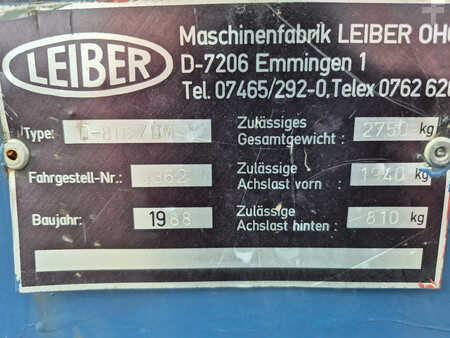 LEIBER
Maschinenfabrik LEIBER OHG
D-7206 Emmingen 1
Tel. 07465/292-0, Telex 0762 620
Type:
Zulässiges
Gesamtgewicht: 2750 kg
Fahrgestell-Nr.:
Zulässige
Achslast vorn: 1940 kg
Baujahr: 1988
Zulässige
Achslast hinten: 810 kg